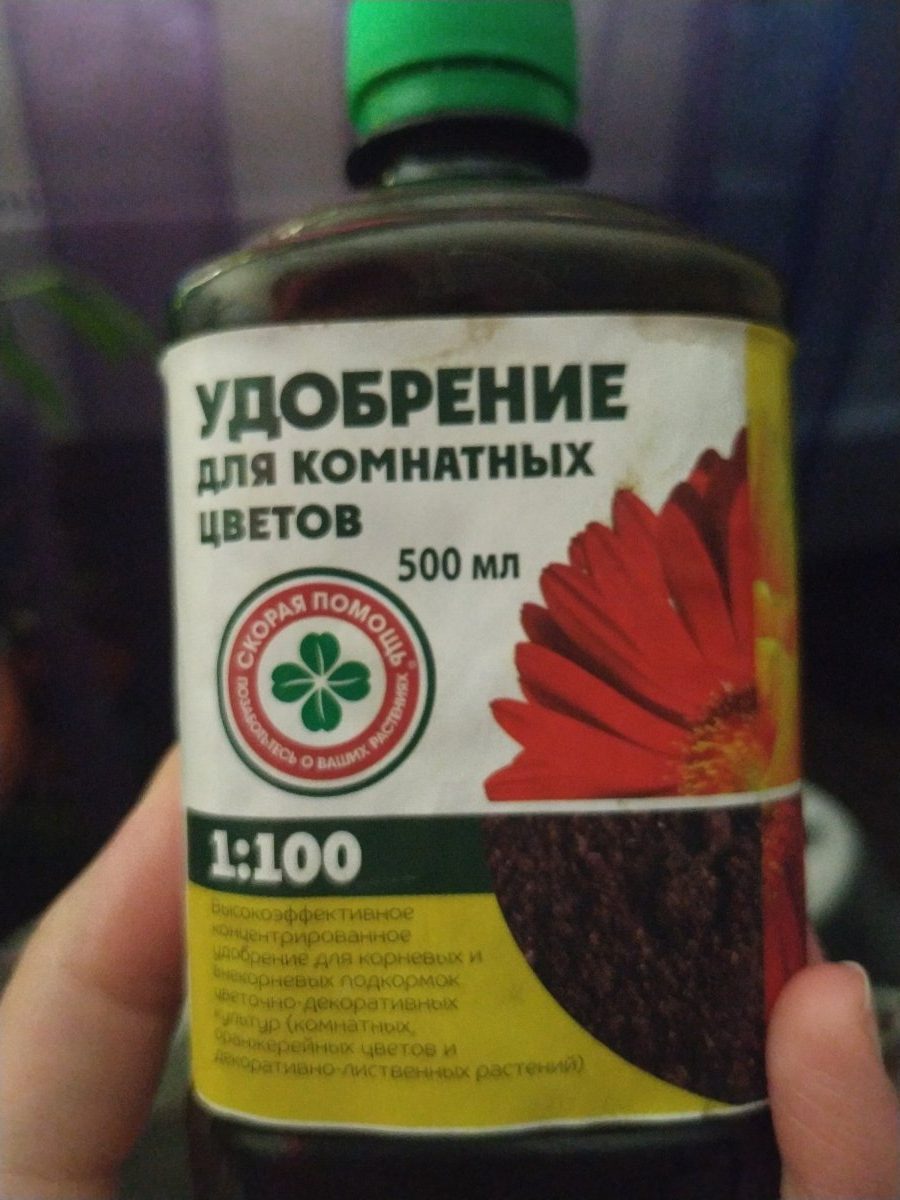 УДОБРЕНИЕ
ДЛЯ КОМНАТНЫХ
ЦВЕТОВ
500 мл
СКОРАЯ ПОМОЩЬ®
ПОЗАБОТЬТЕСЬ О ВАШИХ РАСТЕНИЯХ
1:100
Высокоэффективное
концентрированное
удобрение для корневых и
внекорневых подкормок
цветочно-декоративных
культур (комнатных,
оранжерейных цветов и
декоративно-лиственных растений)